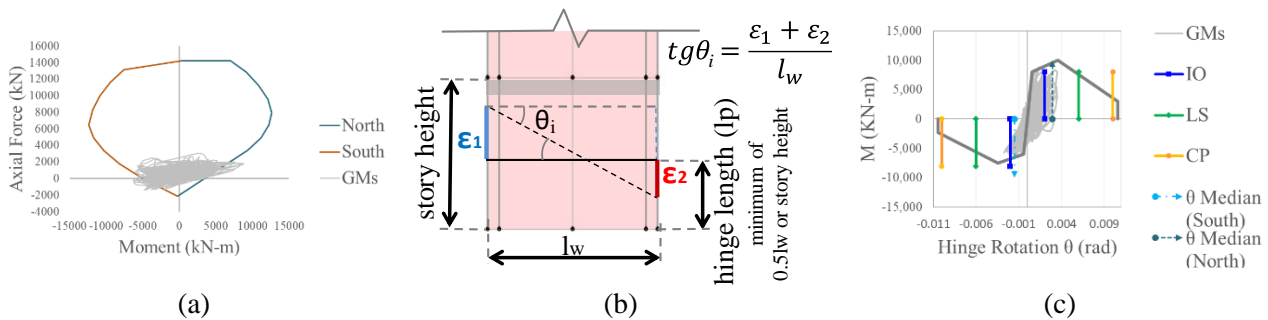 Axial Force (kN)
16000
14000
12000
10000
8000
6000
4000
2000
0
-2000
-4000
-15000 -10000 -5000 0 5000 10000 15000
Moment (kN-m)
North
South
GMs
(a)
story height
ε1
θi
ε2
lw
tgθi = ε1 + ε2 / lw
hinge length (lp)
minimum of
0.5lw or story height
(b)
M (KN-m)
15,000
10,000
5,000
0
-5,000
-10,000
-15,000
-0.011 -0.006 -0.001 0.004 0.009
Hinge Rotation θ (rad)
GMs
IO
LS
CP
θ Median
(South)
θ Median
(North)
(c)